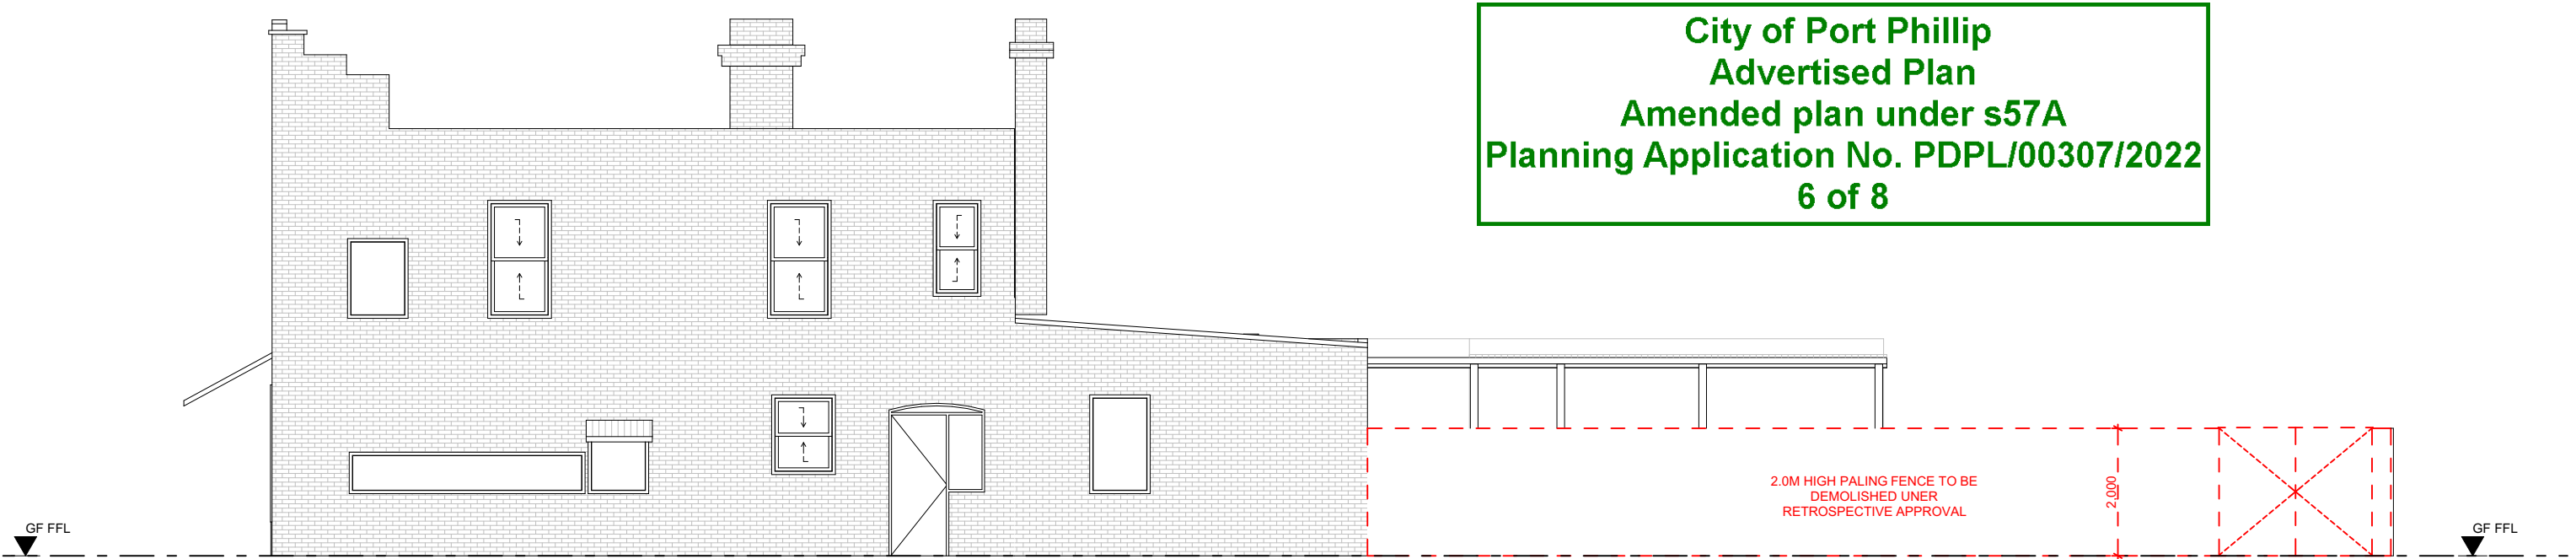 City of Port Phillip
Advertised Plan
Amended plan under s57A
Planning Application No. PDPL/00307/2022
6 of 8
2.0M HIGH PALING FENCE TO BE
DEMOLISHED UNER
RETROSPECTIVE APPROVAL
2,000
GF FFL
GF FFL